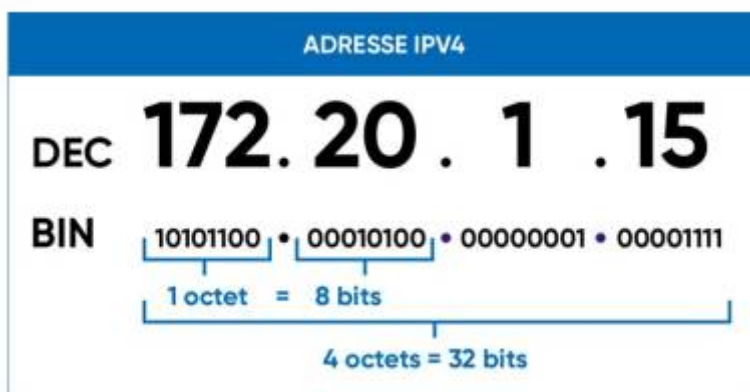 ADRESSE IPV4
DEC 172. 20 . 1 . 15
BIN 10101100 • 00010100 • 00000001 • 00001111
1 octet = 8 bits
4 octets = 32 bits